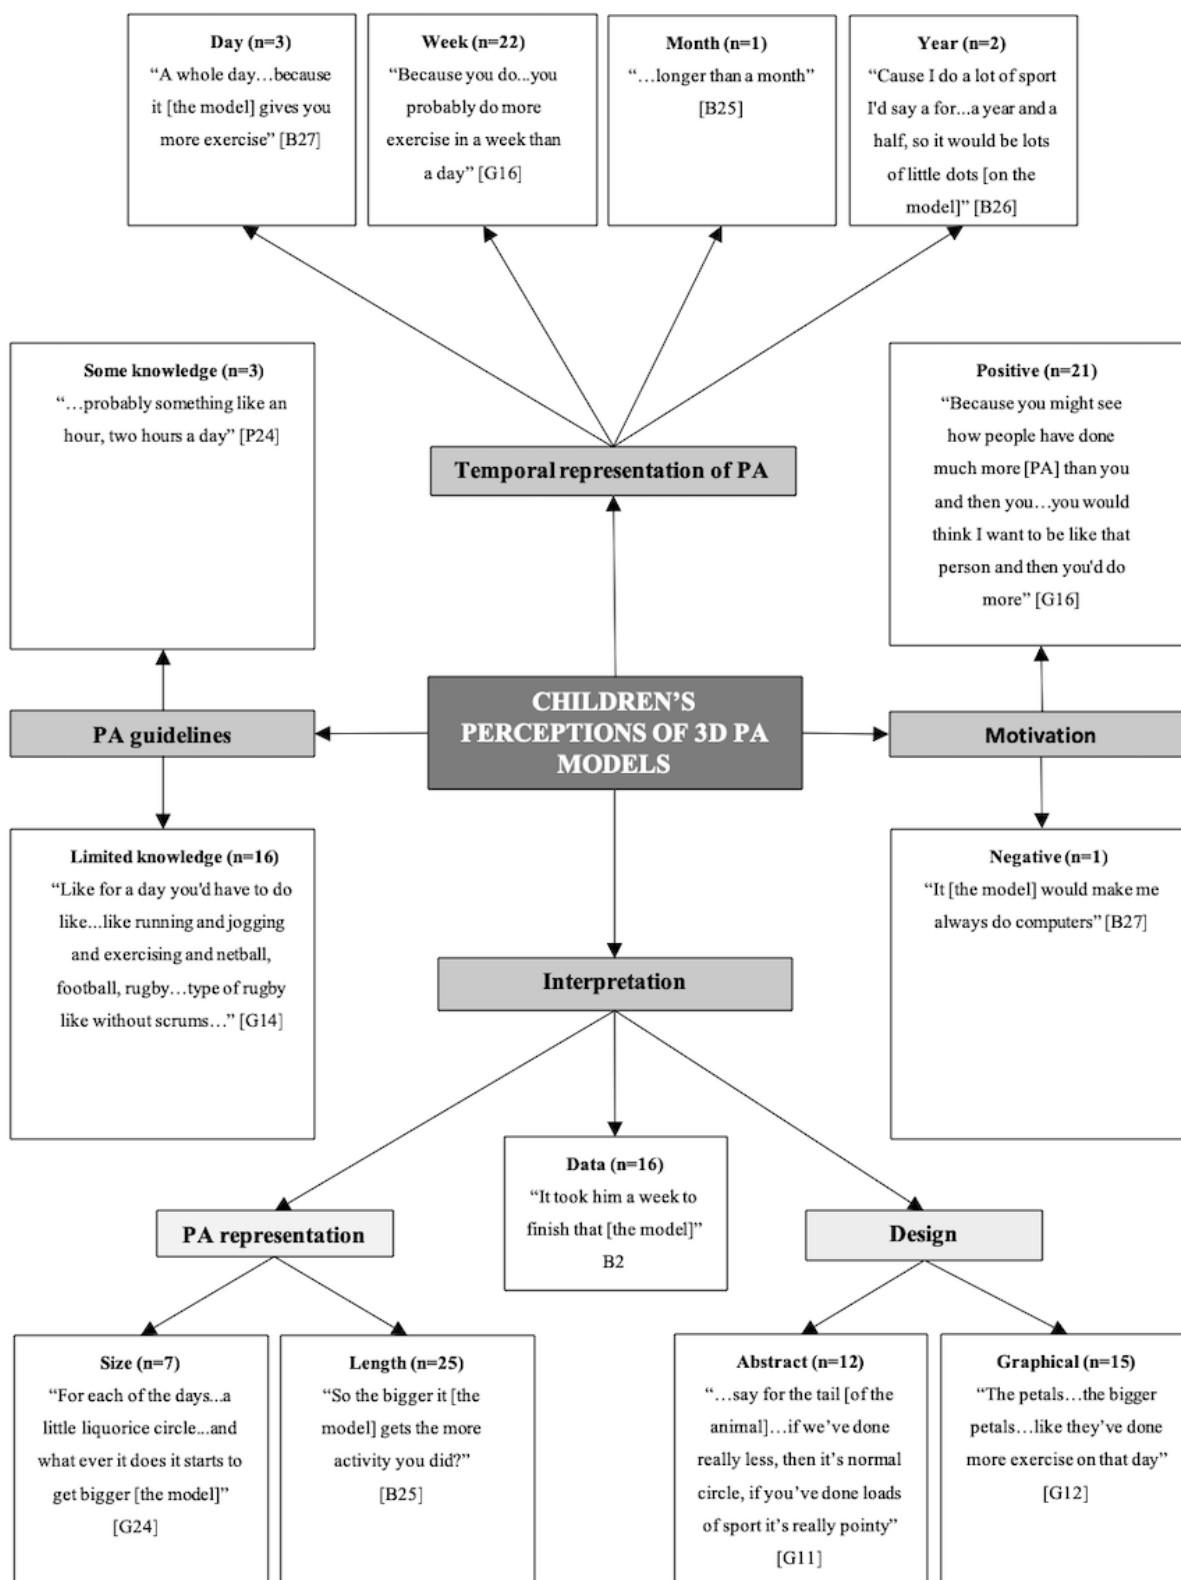 Day (n=3)
“A whole day…because
it [the model] gives you
more exercise” [B27]
Week (n=22)
“Because you do...you
probably do more
exercise in a week than
a day” [G16]
Month (n=1)
“…longer than a month”
[B25]
Year (n=2)
“Cause I do a lot of sport
I'd say a for...a year and a
half, so it would be lots
of little dots [on the
model]” [B26]
Some knowledge (n=3)
“…probably something like an
hour, two hours a day” [P24]
Temporal representation of PA
Positive (n=21)
“Because you might see
how people have done
much more [PA] than you
and then you…you would
think I want to be like that
person and then you'd do
more” [G16]
PA guidelines
CHILDREN’S
PERCEPTIONS OF 3D PA
MODELS
Motivation
Limited knowledge (n=16)
“Like for a day you'd have to do
like...like running and jogging
and exercising and netball,
football, rugby…type of rugby
like without scrums…” [G14]
Negative (n=1)
“It [the model] would make me
always do computers” [B27]
Interpretation
PA representation
Data (n=16)
“It took him a week to
finish that [the model]”
B2
Design
Size (n=7)
“For each of the days...a
little liquorice circle...and
what ever it does it starts to
get bigger [the model]”
[G24]
Length (n=25)
“So the bigger it [the
model] gets the more
activity you did?”
[B25]
Abstract (n=12)
“…say for the tail [of the
animal]…if we’ve done
really less, then it’s normal
circle, if you’ve done loads
of sport it’s really pointy”
[G11]
Graphical (n=15)
“The petals…the bigger
petals…like they’ve done
more exercise on that day”
[G12]